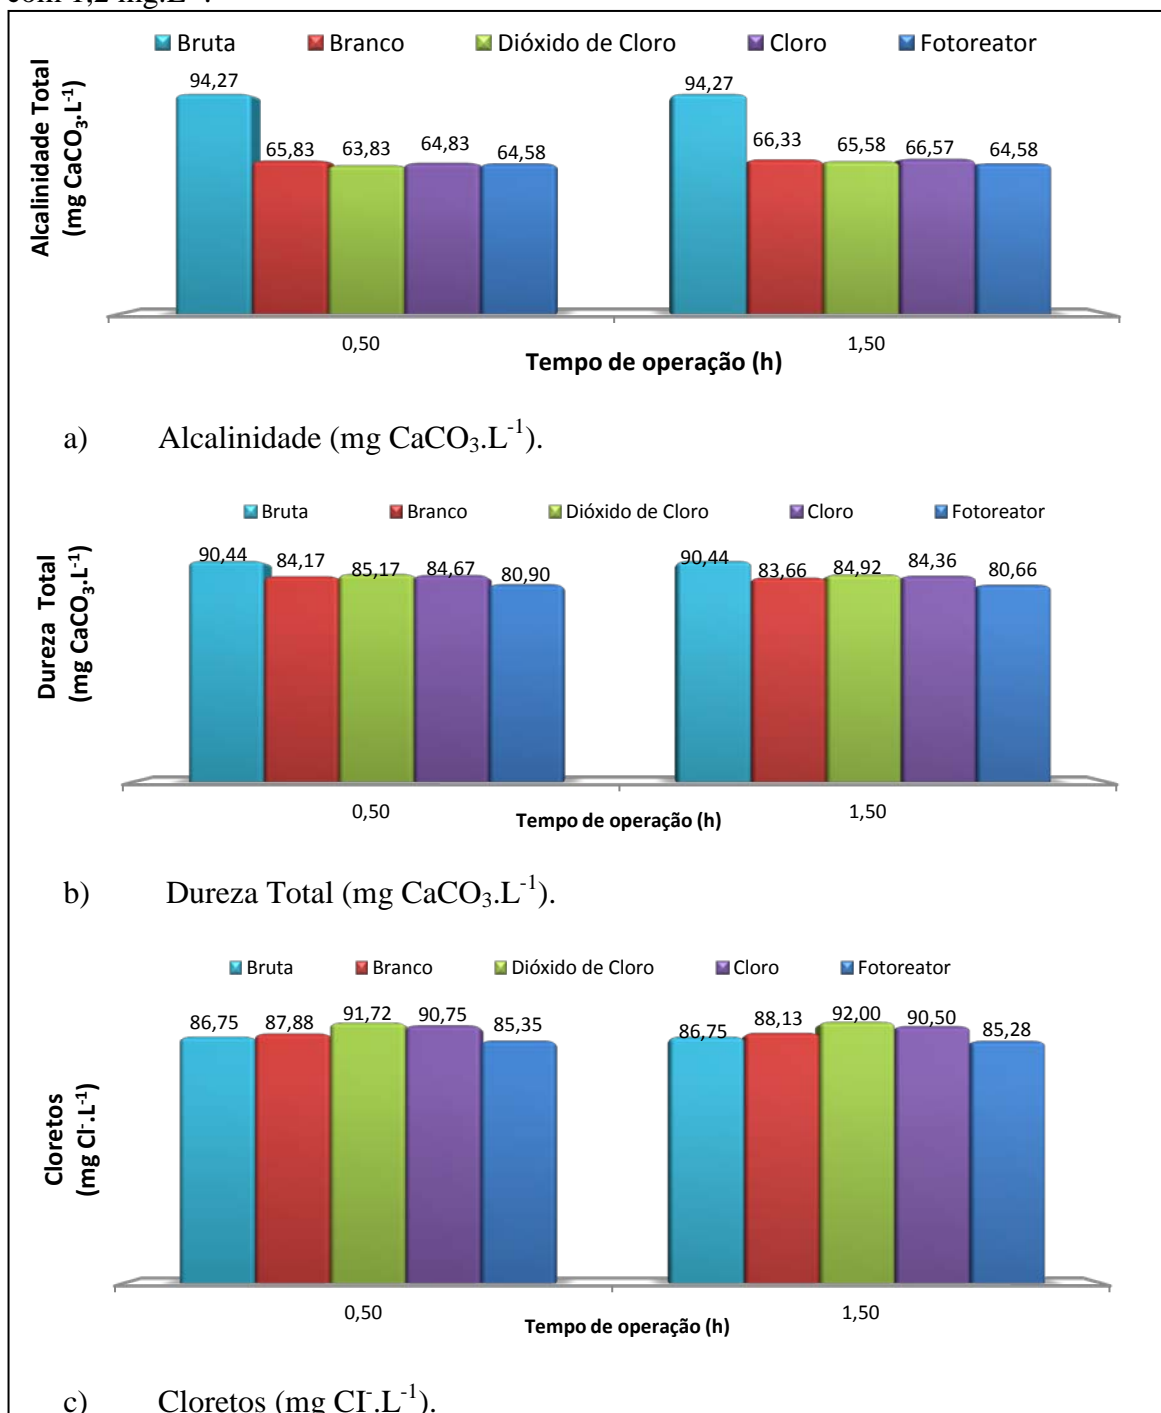 com 1,2 mg.L⁻¹.
Bruta Branco Dióxido de Cloro Cloro Fotoreator
Alcalinidade Total
(mg CaCO₃.L⁻¹)
94,27 65,83 63,83 64,83 64,58 94,27 66,33 65,58 66,57 64,58
0,50 1,50
Tempo de operação (h)
a) Alcalinidade (mg CaCO₃.L⁻¹).
Bruta Branco Dióxido de Cloro Cloro Fotoreator
Dureza Total
(mg CaCO₃.L⁻¹)
90,44 84,17 85,17 84,67 80,90 90,44 83,66 84,92 84,36 80,66
0,50 1,50
Tempo de operação (h)
b) Dureza Total (mg CaCO₃.L⁻¹).
Bruta Branco Dióxido de Cloro Cloro Fotoreator
Cloretos
(mg Cl⁻.L⁻¹)
86,75 87,88 91,72 90,75 85,35 86,75 88,13 92,00 90,50 85,28
0,50 1,50
Tempo de operação (h)
c) Cloretos (mg CI⁻.L⁻¹).